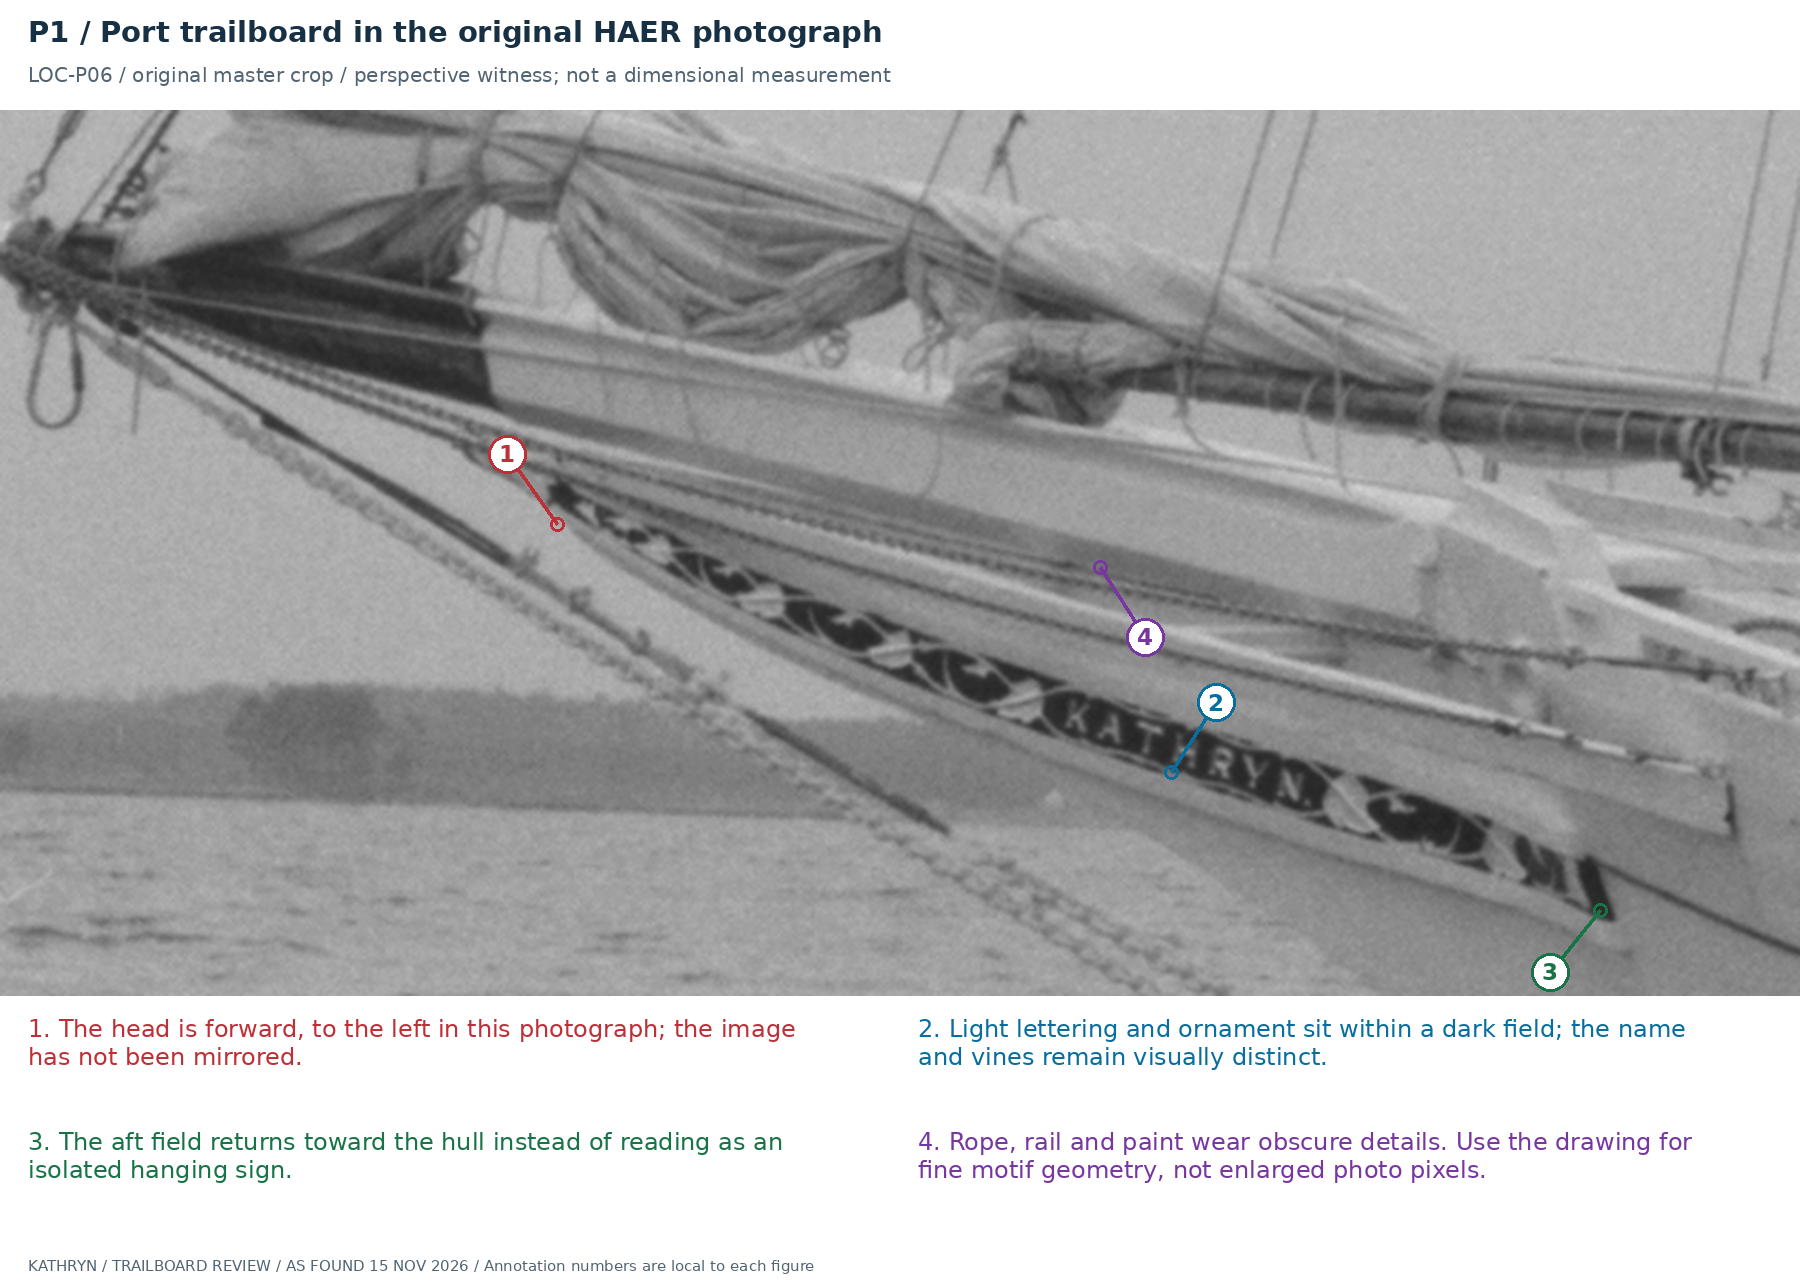 P1 / Port trailboard in the original HAER photograph
LOC-P06 / original master crop / perspective witness; not a dimensional measurement
1
4
2
KATHRYN.
3
1. The head is forward, to the left in this photograph; the image
has not been mirrored.
2. Light lettering and ornament sit within a dark field; the name
and vines remain visually distinct.
3. The aft field returns toward the hull instead of reading as an
isolated hanging sign.
4. Rope, rail and paint wear obscure details. Use the drawing for
fine motif geometry, not enlarged photo pixels.
KATHRYN / TRAILBOARD REVIEW / AS FOUND 15 NOV 2026 / Annotation numbers are local to each figure